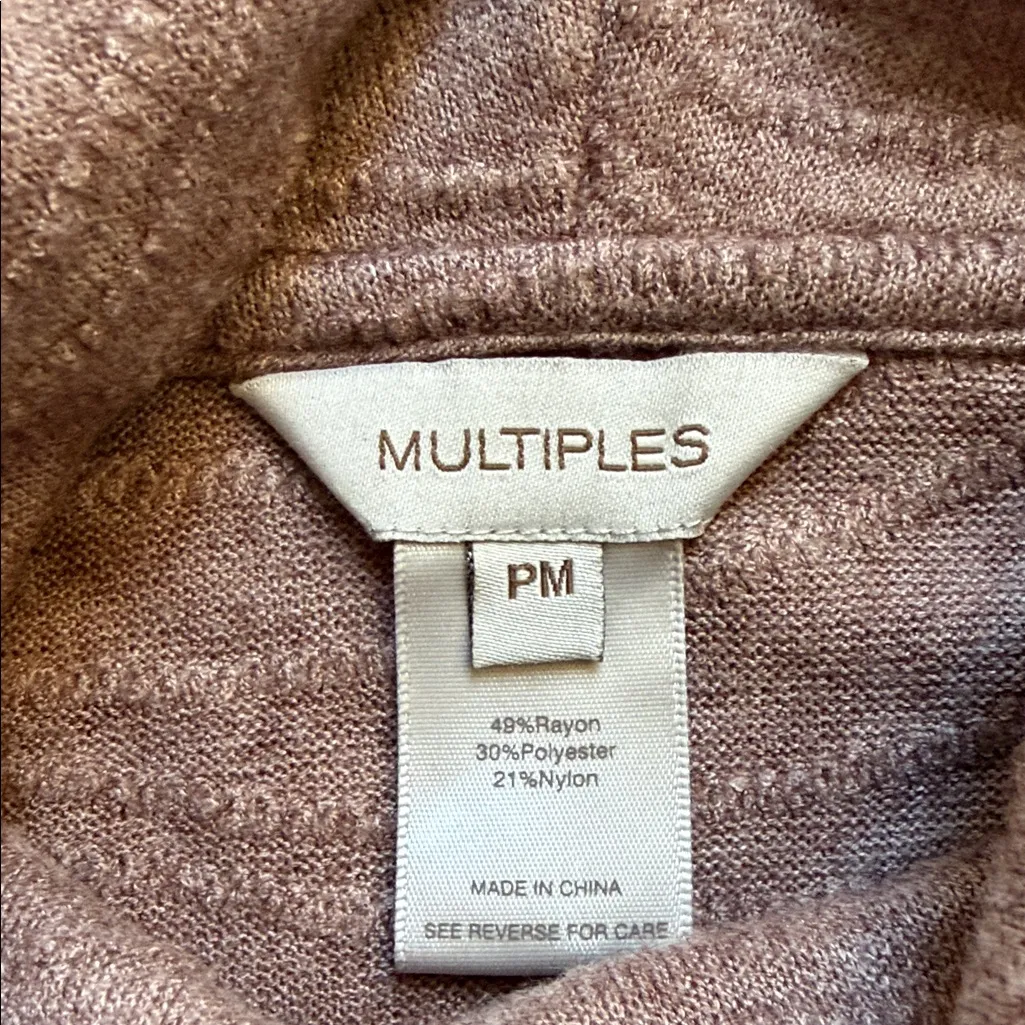 MULTIPLES
PM
49%Rayon
30%Polyester
21%Nylon
MADE IN CHINA
SEE REVERSE FOR CARE